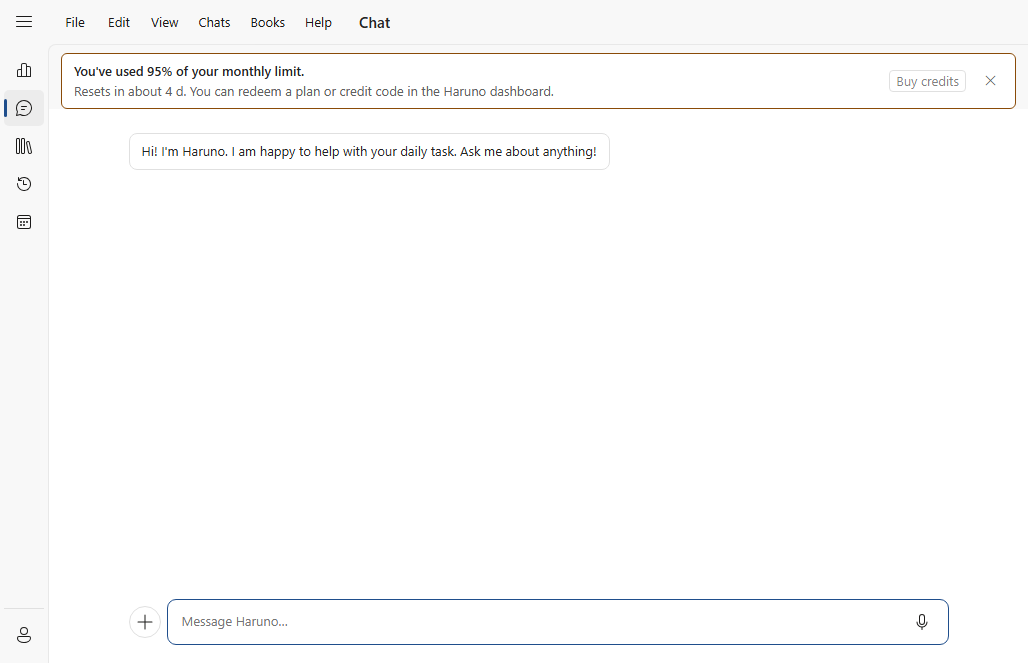 File Edit View Chats Books Help Chat
You've used 95% of your monthly limit.
Resets in about 4 d. You can redeem a plan or credit code in the Haruno dashboard.
Buy credits
Hi! I'm Haruno. I am happy to help with your daily task. Ask me about anything!
Message Haruno...